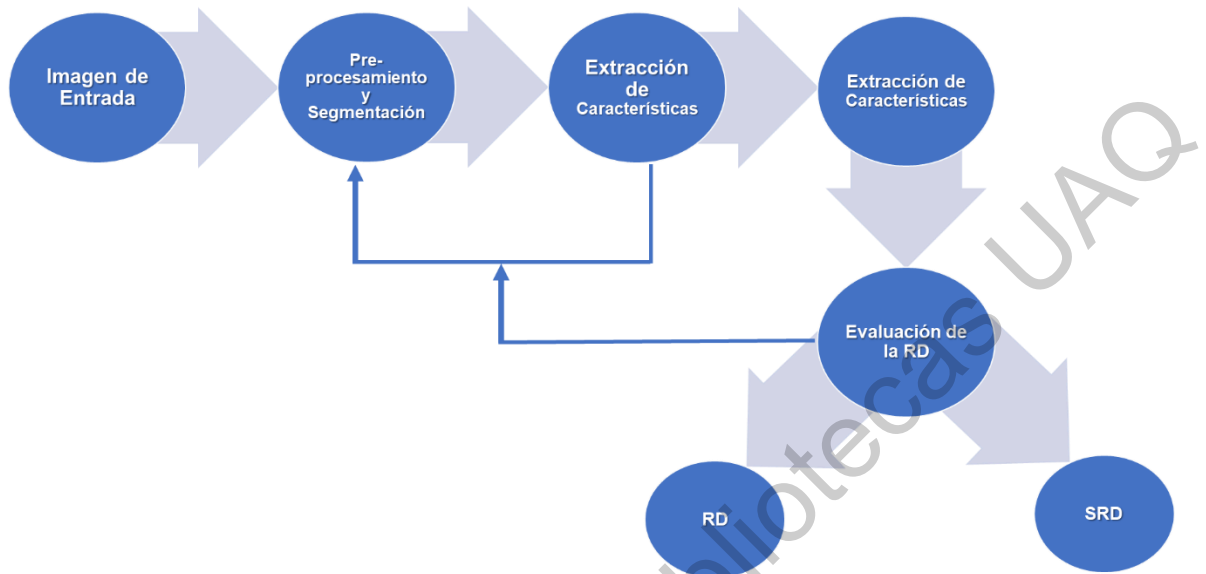 Imagen de
Entrada
Pre-
procesamiento
y
Segmentación
Extracción
de
Características
Extracción de
Características
Evaluación de
la RD
RD
SRD
Bibliotecas UAQ